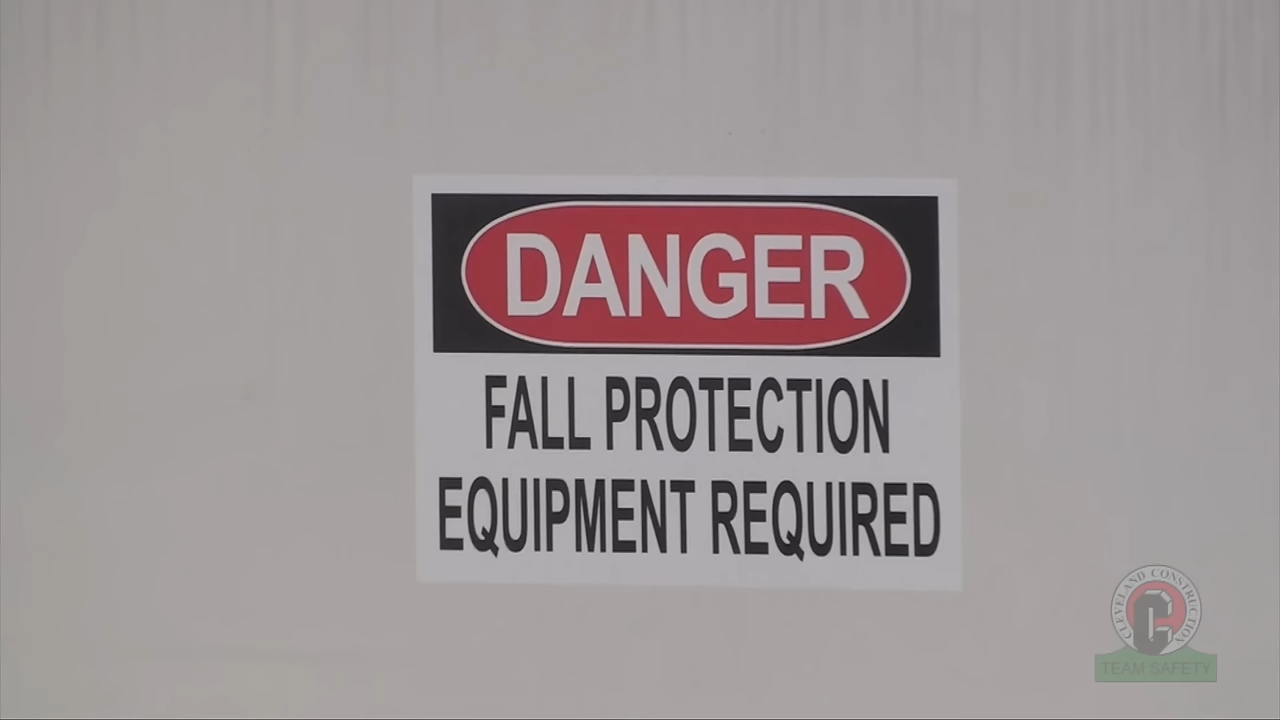 DANGER
FALL PROTECTION
EQUIPMENT REQUIRED
CLEVELAND CONSTRUCTION
C
TEAM SAFETY